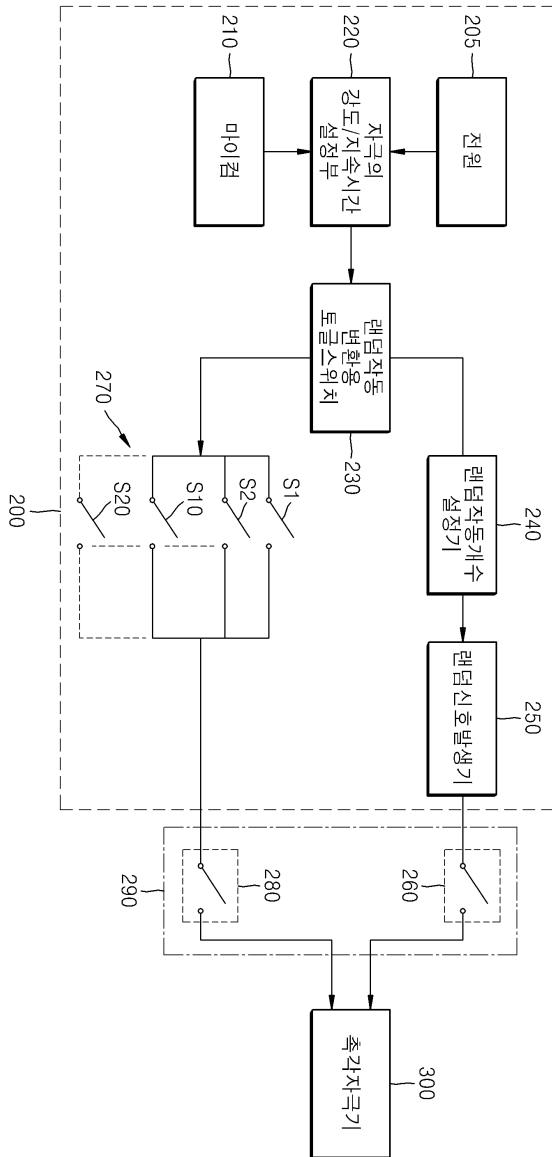 205
전원
220
자극의
강도/지속시간
설정부
210
마이컴
랜덤작동
변환용
토글스위치
230
240
랜덤작동개수
설정기
250
랜덤신호발생기
270
S1
S2
S10
S20
200
260
280
290
300
촉각자극기